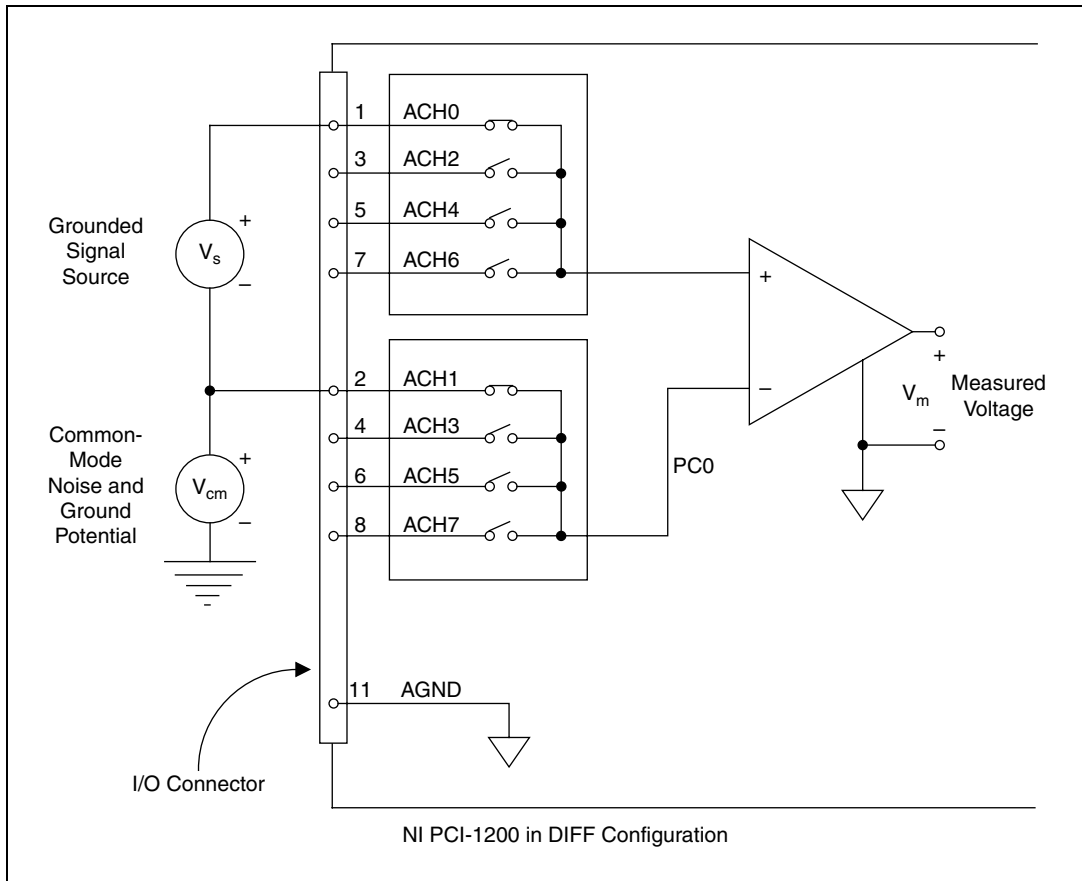 1 ACH0
3 ACH2
5 ACH4
7 ACH6
Grounded
Signal
Source
+
Vs
−
+
−
2 ACH1
4 ACH3
6 ACH5
8 ACH7
Common-
Mode
Noise and
Ground
Potential
+
Vcm
−
PC0
+
Vm
−
Measured
Voltage
11 AGND
I/O Connector
NI PCI-1200 in DIFF Configuration